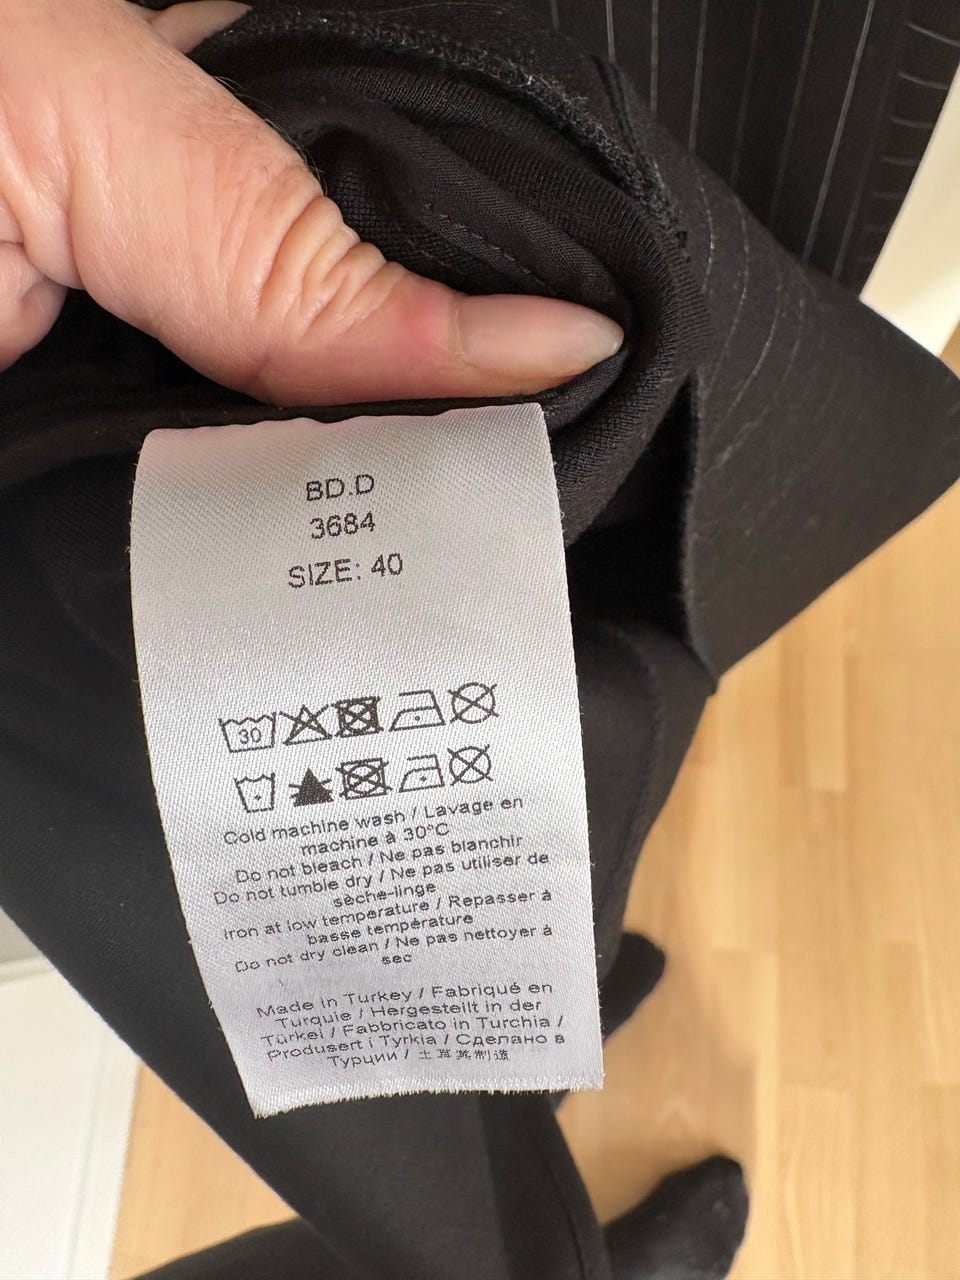 BD.D
3684
SIZE: 40
30
Cold machine wash / Lavage en
machine à 30°C
Do not bleach / Ne pas blanchir
Do not tumble dry / Ne pas utiliser de
sèche-linge
Iron at low temperature / Repasser à
basse température
Do not dry clean / Ne pas nettoyer à
sec
Made in Turkey / Fabriqué en
Turquie / Hergestellt in der
Türkei / Fabbricato in Turchia /
Produsert i Tyrkia / Сделано в
Турции / 土耳其制造